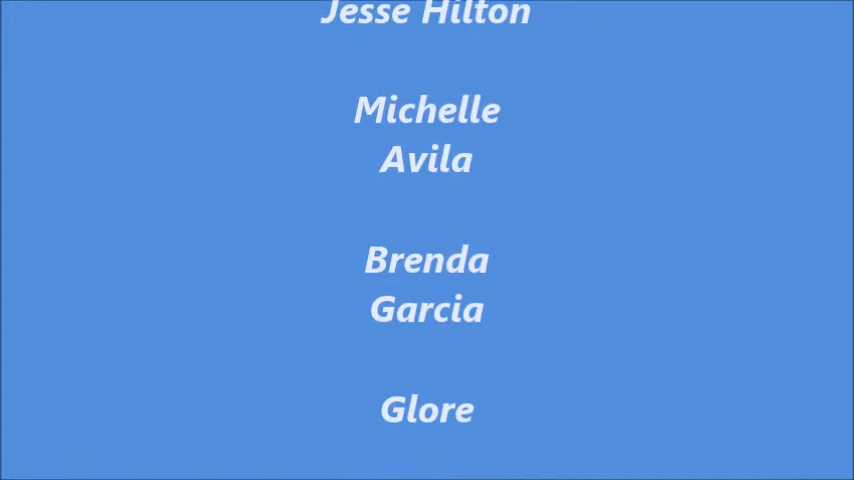 Jesse Hilton
Michelle
Avila
Brenda
Garcia
Glore